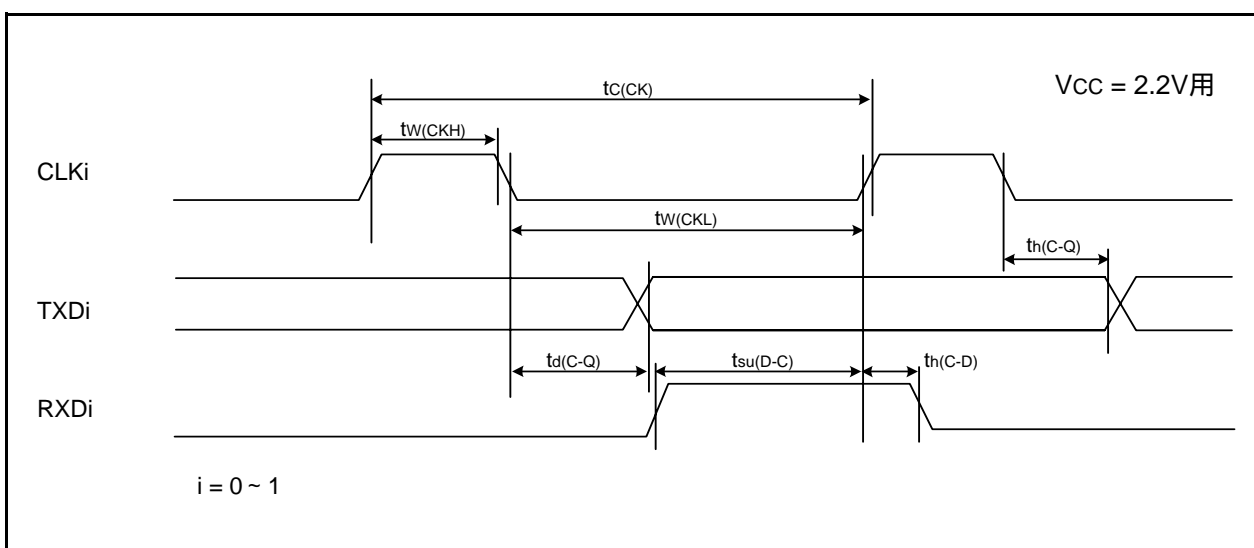 tC(CK)
VCC = 2.2V用
tW(CKH)
CLKi
tW(CKL)
th(C-Q)
TXDi
td(C-Q)
tsu(D-C)
th(C-D)
RXDi
i = 0 ~ 1